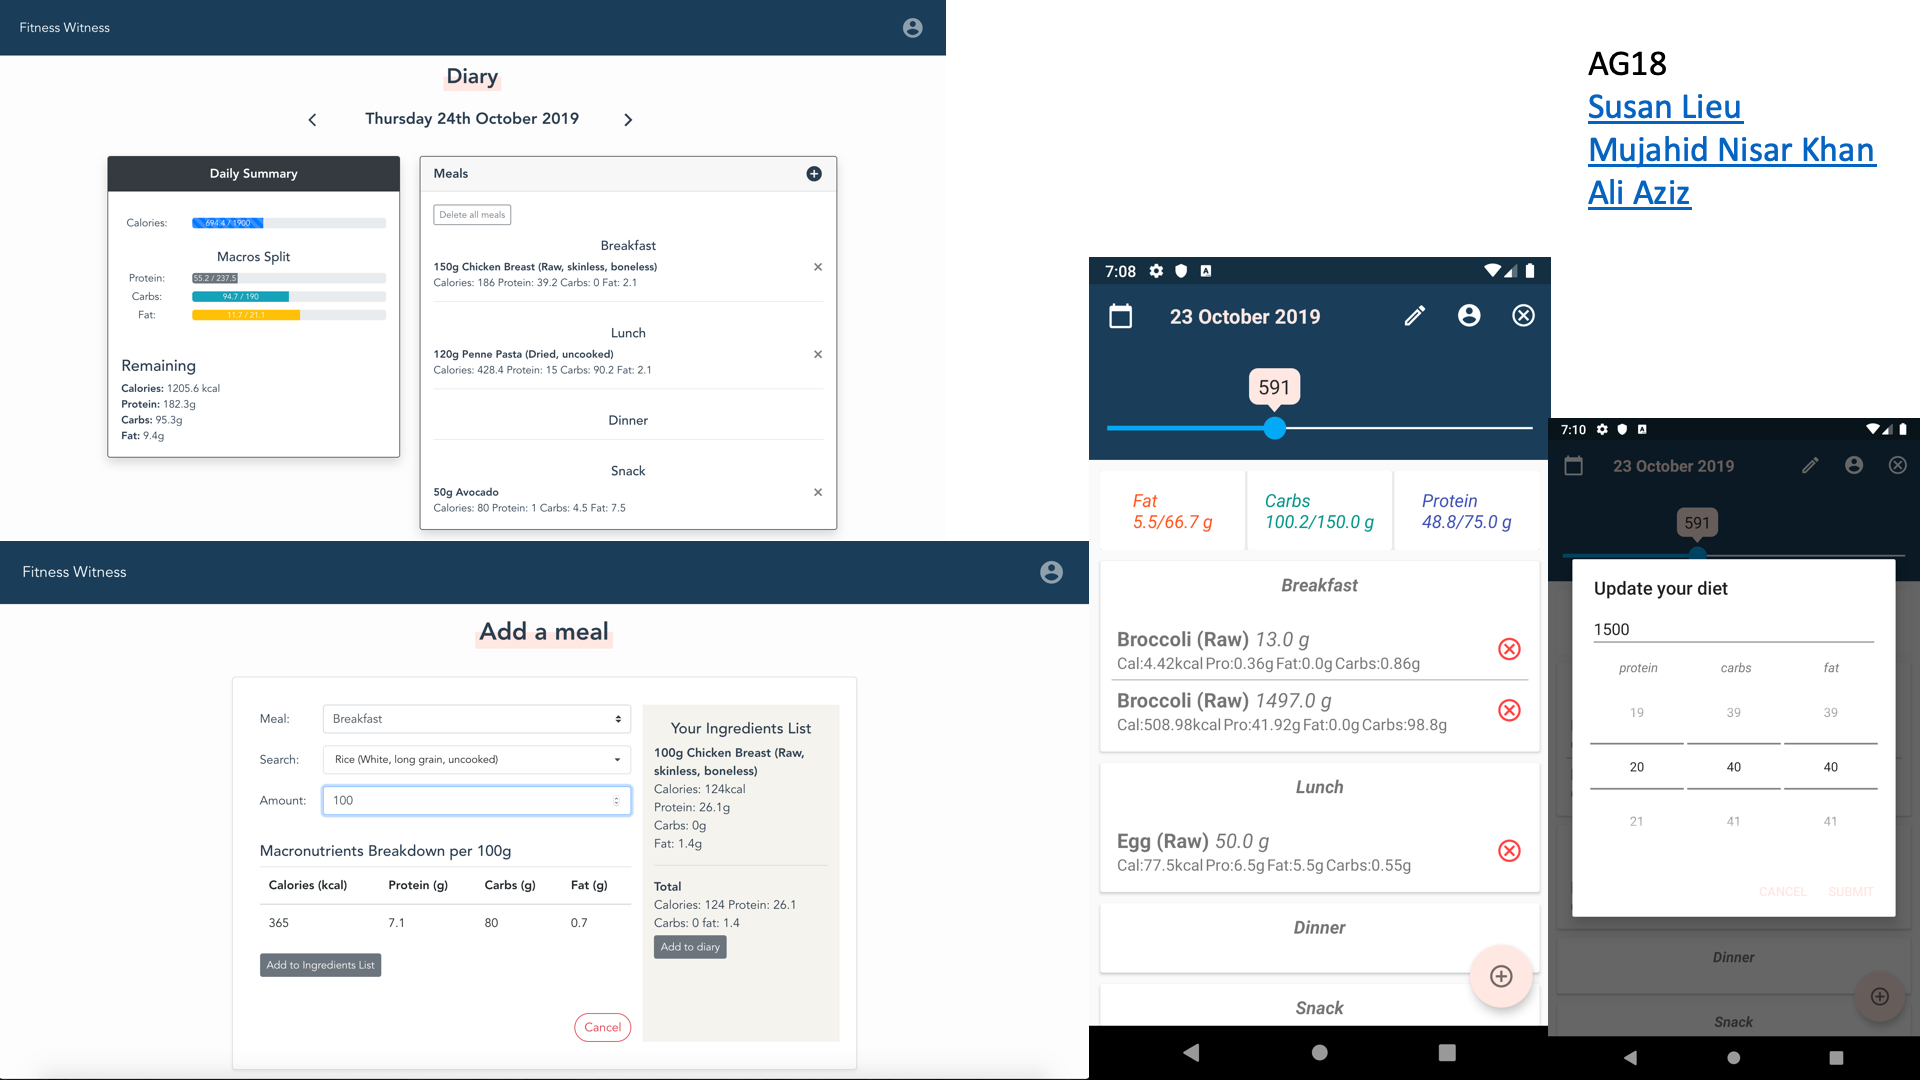 Fitness Witness
Diary
Thursday 24th October 2019
Daily Summary
Calories: 694.4 / 1900
Macros Split
Protein: 55.2 / 237.5
Carbs: 94.7 / 190
Fat: 11.7 / 21.1
Remaining
Calories: 1205.6 kcal
Protein: 182.3g
Carbs: 95.3g
Fat: 9.4g
Meals
Delete all meals
Breakfast
150g Chicken Breast (Raw, skinless, boneless)
Calories: 186 Protein: 39.2 Carbs: 0 Fat: 2.1
Lunch
120g Penne Pasta (Dried, uncooked)
Calories: 428.4 Protein: 15 Carbs: 90.2 Fat: 2.1
Dinner
Snack
50g Avocado
Calories: 80 Protein: 1 Carbs: 4.5 Fat: 7.5
Fitness Witness
Add a meal
Meal: Breakfast
Search: Rice (White, long grain, uncooked)
Amount: 100
Macronutrients Breakdown per 100g
Calories (kcal) Protein (g) Carbs (g) Fat (g)
365 7.1 80 0.7
Add to Ingredients List
Cancel
Your Ingredients List
100g Chicken Breast (Raw,
skinless, boneless)
Calories: 124kcal
Protein: 26.1g
Carbs: 0g
Fat: 1.4g
Total
Calories: 124 Protein: 26.1
Carbs: 0 fat: 1.4
Add to diary
AG18
Susan Lieu
Mujahid Nisar Khan
Ali Aziz
7:08
23 October 2019
591
Fat
5.5/66.7 g
Carbs
100.2/150.0 g
Protein
48.8/75.0 g
Breakfast
Broccoli (Raw) 13.0 g
Cal:4.42kcal Pro:0.36g Fat:0.0g Carbs:0.86g
Broccoli (Raw) 1497.0 g
Cal:508.98kcal Pro:41.92g Fat:0.0g Carbs:98.8g
Lunch
Egg (Raw) 50.0 g
Cal:77.5kcal Pro:6.5g Fat:5.5g Carbs:0.55g
Dinner
Snack
7:10
23 October 2019
591
Update your diet
1500
protein carbs fat
19 39 39
20 40 40
21 41 41
CANCEL SUBMIT
Dinner
Snack